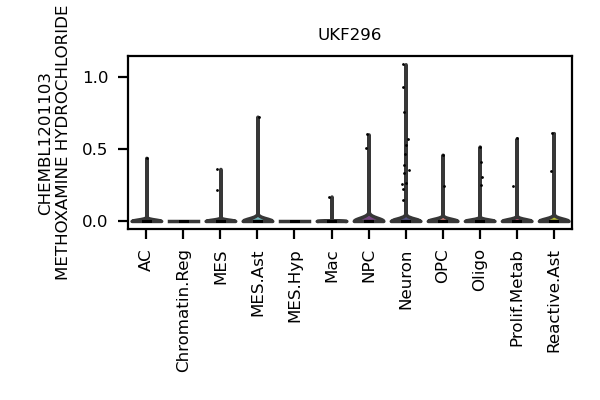 UKF296
CHEMBL1201103
METHOXAMINE HYDROCHLORIDE
1.0
0.5
0.0
AC
Chromatin.Reg
MES
MES.Ast
MES.Hyp
Mac
NPC
Neuron
OPC
Oligo
Prolif.Metab
Reactive.Ast